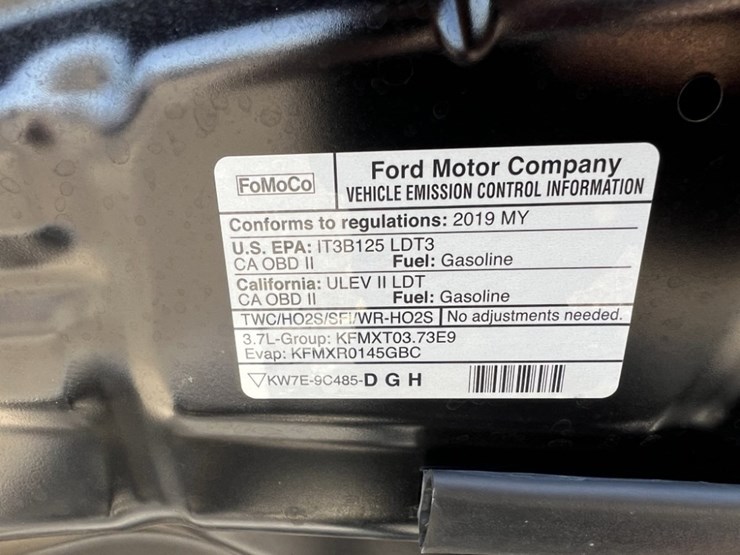 FoMoCo
Ford Motor Company
VEHICLE EMISSION CONTROL INFORMATION
Conforms to regulations: 2019 MY
U.S. EPA: IT3B125 LDT3
CA OBD II Fuel: Gasoline
California: ULEV II LDT
CA OBD II Fuel: Gasoline
TWC/HO2S/SFI/WR-HO2S No adjustments needed.
3.7L-Group: KFMXT03.73E9
Evap: KFMXR0145GBC
KW7E-9C485-D G H